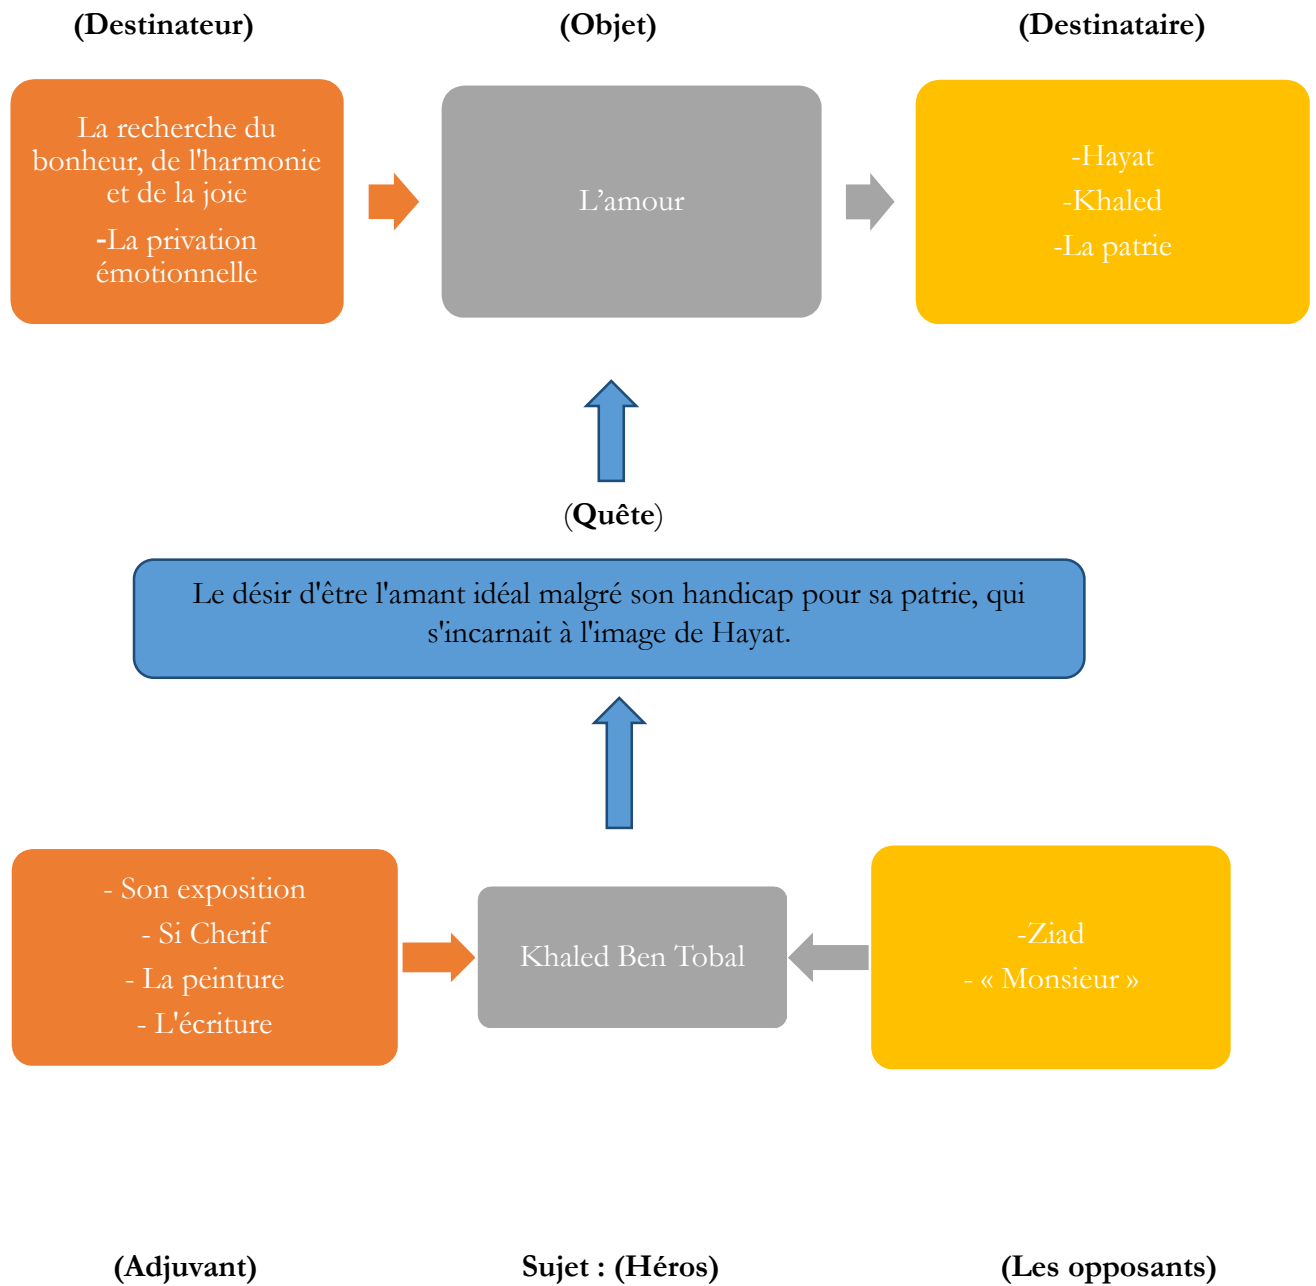 (Destinateur)
(Objet)
(Destinataire)
La recherche du
bonheur, de l'harmonie
et de la joie
-La privation
émotionnelle
L’amour
-Hayat
-Khaled
-La patrie
(Quête)
Le désir d'être l'amant idéal malgré son handicap pour sa patrie, qui
s'incarnait à l'image de Hayat.
- Son exposition
- Si Cherif
- La peinture
- L'écriture
Khaled Ben Tobal
-Ziad
- « Monsieur »
(Adjuvant)
Sujet : (Héros)
(Les opposants)